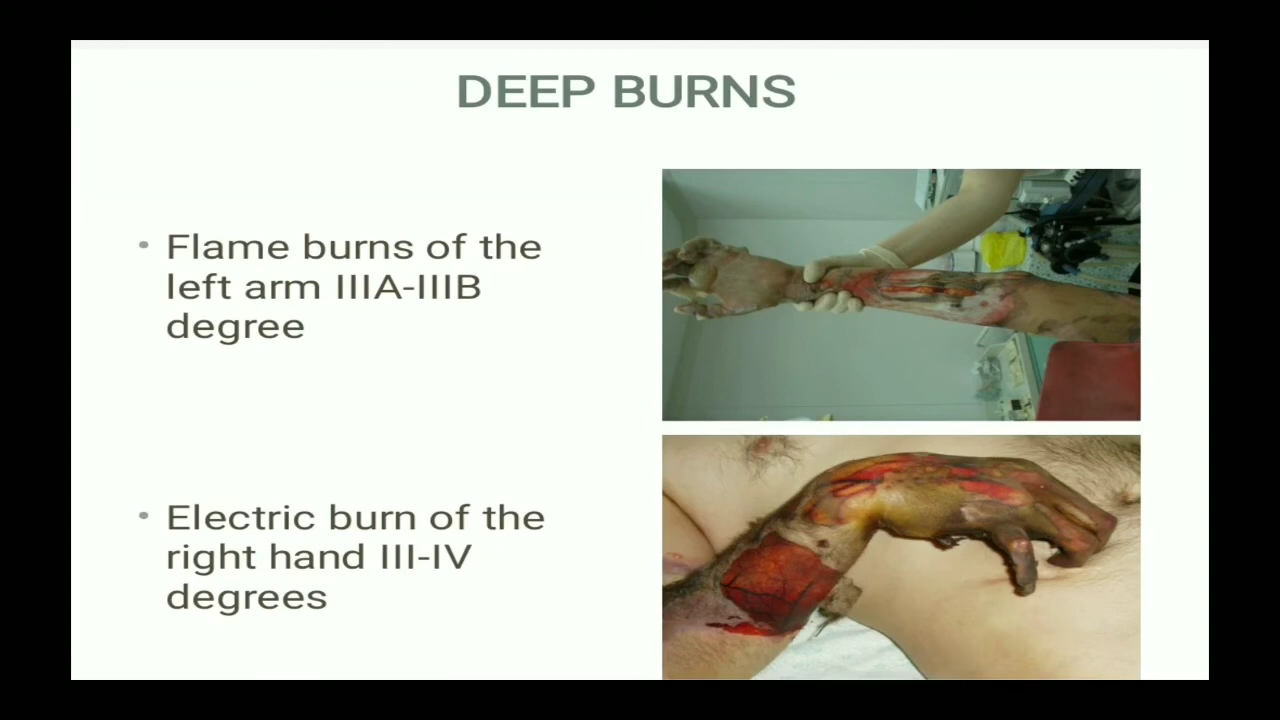 DEEP BURNS
• Flame burns of the
left arm IIIA-IIIB
degree
• Electric burn of the
right hand III-IV
degrees